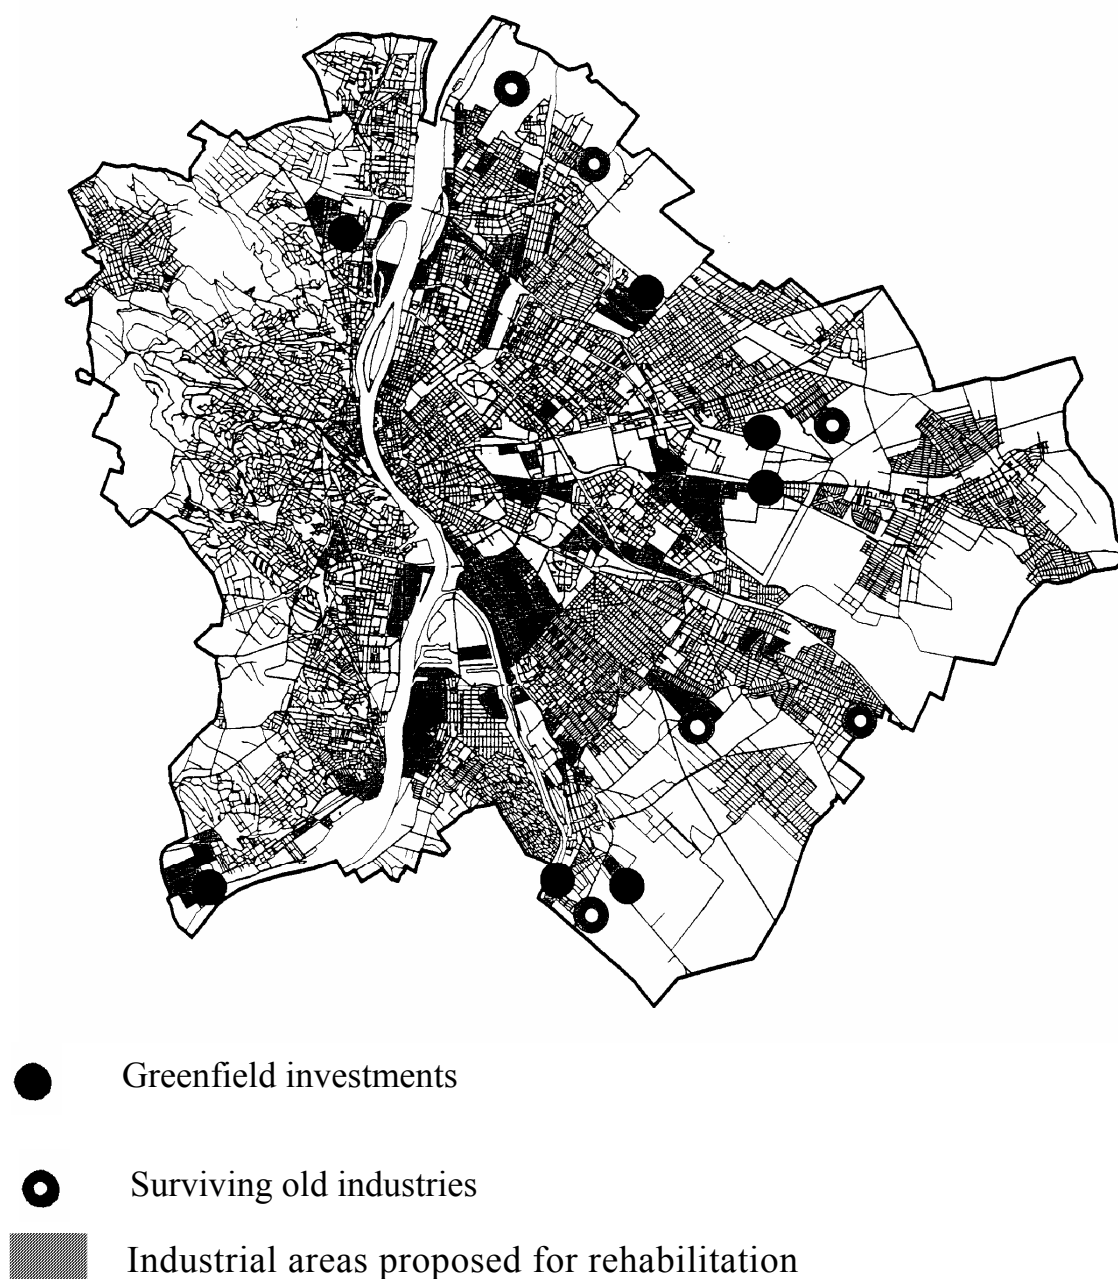 Greenfield investments
Surviving old industries
Industrial areas proposed for rehabilitation